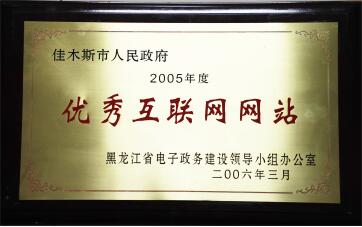 佳木斯市人民政府
2005年度
优秀互联网网站
黑龙江省电子政务建设领导小组办公室
二00六年三月